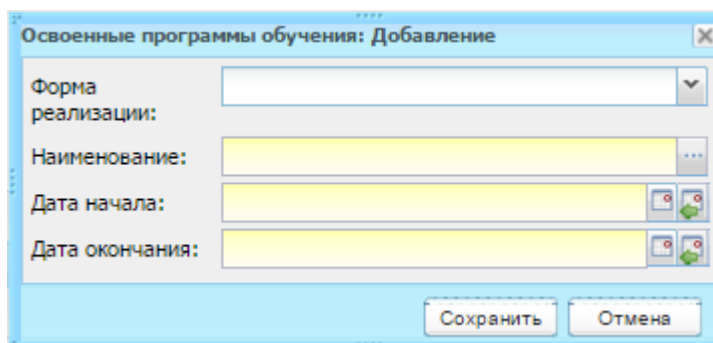 Освоенные программы обучения: Добавление
Форма
реализации:
Наименование:
Дата начала:
Дата окончания:
Сохранить Отмена